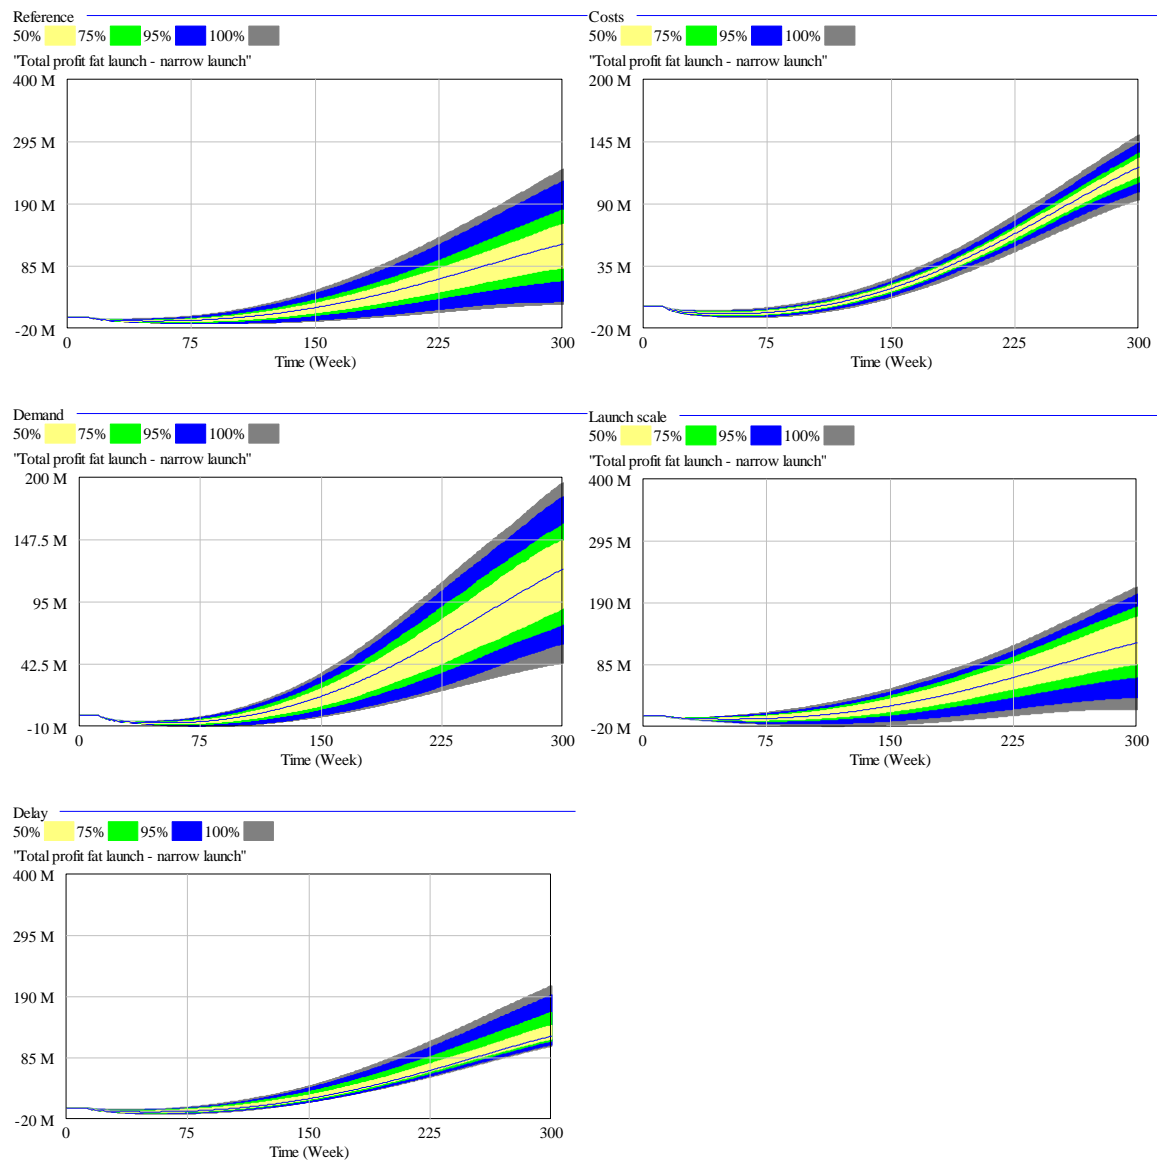 Reference
50% 75% 95% 100%
"Total profit fat launch - narrow launch"
400 M
295 M
190 M
85 M
-20 M
0 75 150 225 300
Time (Week)
Costs
50% 75% 95% 100%
"Total profit fat launch - narrow launch"
200 M
145 M
90 M
35 M
-20 M
0 75 150 225 300
Time (Week)
Demand
50% 75% 95% 100%
"Total profit fat launch - narrow launch"
200 M
147.5 M
95 M
42.5 M
-10 M
0 75 150 225 300
Time (Week)
Launch scale
50% 75% 95% 100%
"Total profit fat launch - narrow launch"
400 M
295 M
190 M
85 M
-20 M
0 75 150 225 300
Time (Week)
Delay
50% 75% 95% 100%
"Total profit fat launch - narrow launch"
400 M
295 M
190 M
85 M
-20 M
0 75 150 225 300
Time (Week)